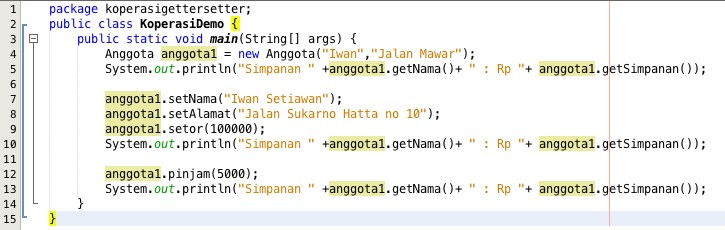 1 package koperasigettersetter;
2 public class KoperasiDemo {
3 public static void main(String[] args) {
4 Anggota anggota1 = new Anggota("Iwan","Jalan Mawar");
5 System.out.println("Simpanan " +anggota1.getNama()+ " : Rp "+ anggota1.getSimpanan());
6
7 anggota1.setNama("Iwan Setiawan");
8 anggota1.setAlamat("Jalan Sukarno Hatta no 10");
9 anggota1.setor(100000);
10 System.out.println("Simpanan " +anggota1.getNama()+ " : Rp "+ anggota1.getSimpanan());
11
12 anggota1.pinjam(5000);
13 System.out.println("Simpanan " +anggota1.getNama()+ " : Rp "+ anggota1.getSimpanan());
14 }
15 }